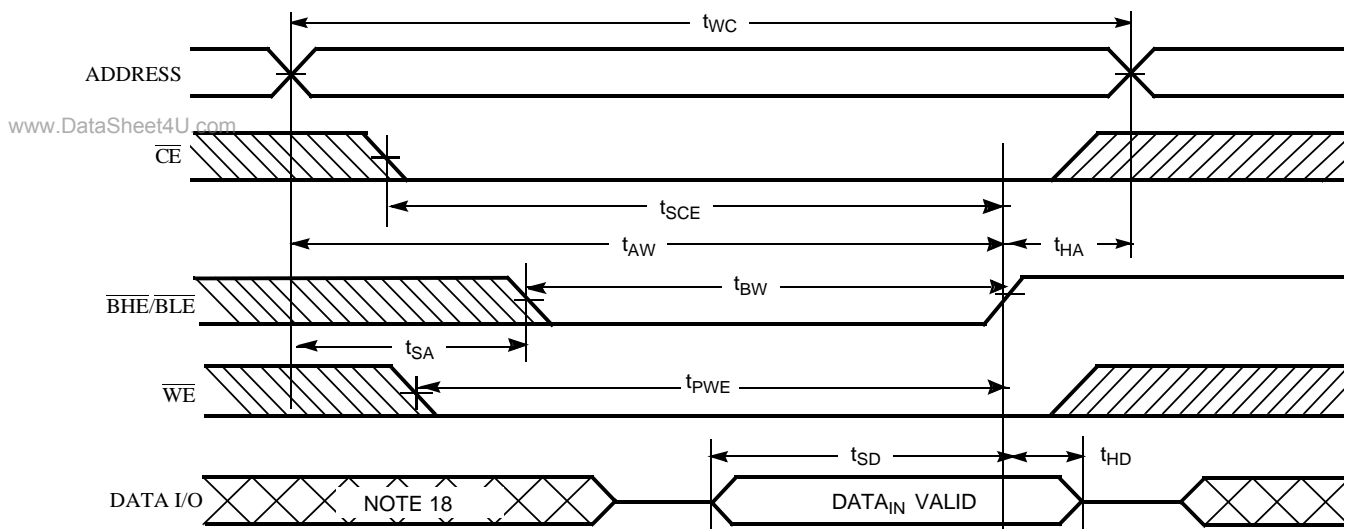 tWC
ADDRESS
www.DataSheet4U.com
CE
tSCE
tAW
tHA
BHE/BLE
tBW
tSA
WE
tPWE
tSD
tHD
DATA I/O
NOTE 18
DATAIN VALID